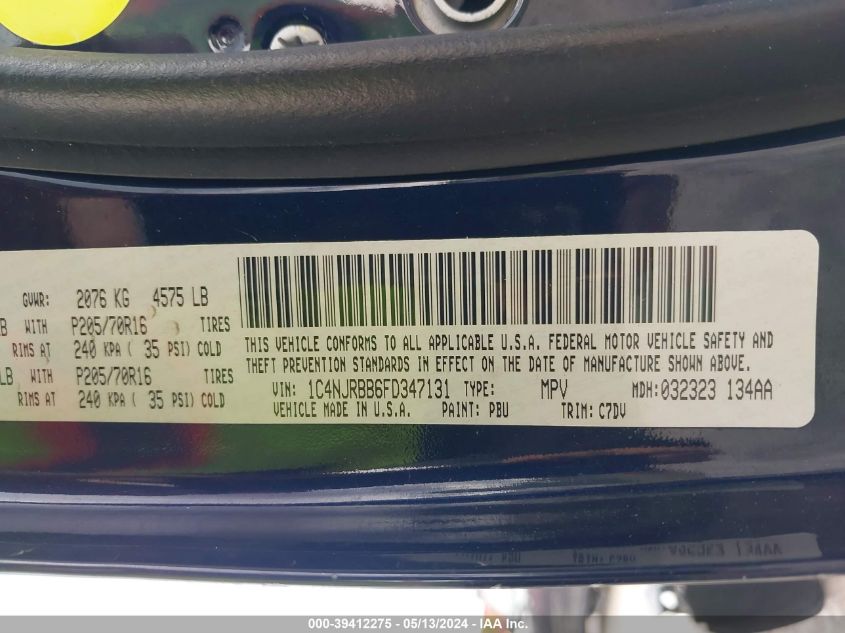 GVWR: 2076 KG 4575 LB
B WITH P205/70R16 TIRES
RIMS AT 240 KPA ( 35 PSI) COLD
LB WITH P205/70R16 TIRES
RIMS AT 240 KPA ( 35 PSI) COLD
THIS VEHICLE CONFORMS TO ALL APPLICABLE U.S.A. FEDERAL MOTOR VEHICLE SAFETY AND
THEFT PREVENTION STANDARDS IN EFFECT ON THE DATE OF MANUFACTURE SHOWN ABOVE.
VIN: 1C4NJRBB6FD347131 TYPE: MPV MDH: 032323 134AA
VEHICLE MADE IN U.S.A. PAINT: PBU TRIM: C7DV
000-39412275 - 05/13/2024 - IAA Inc.